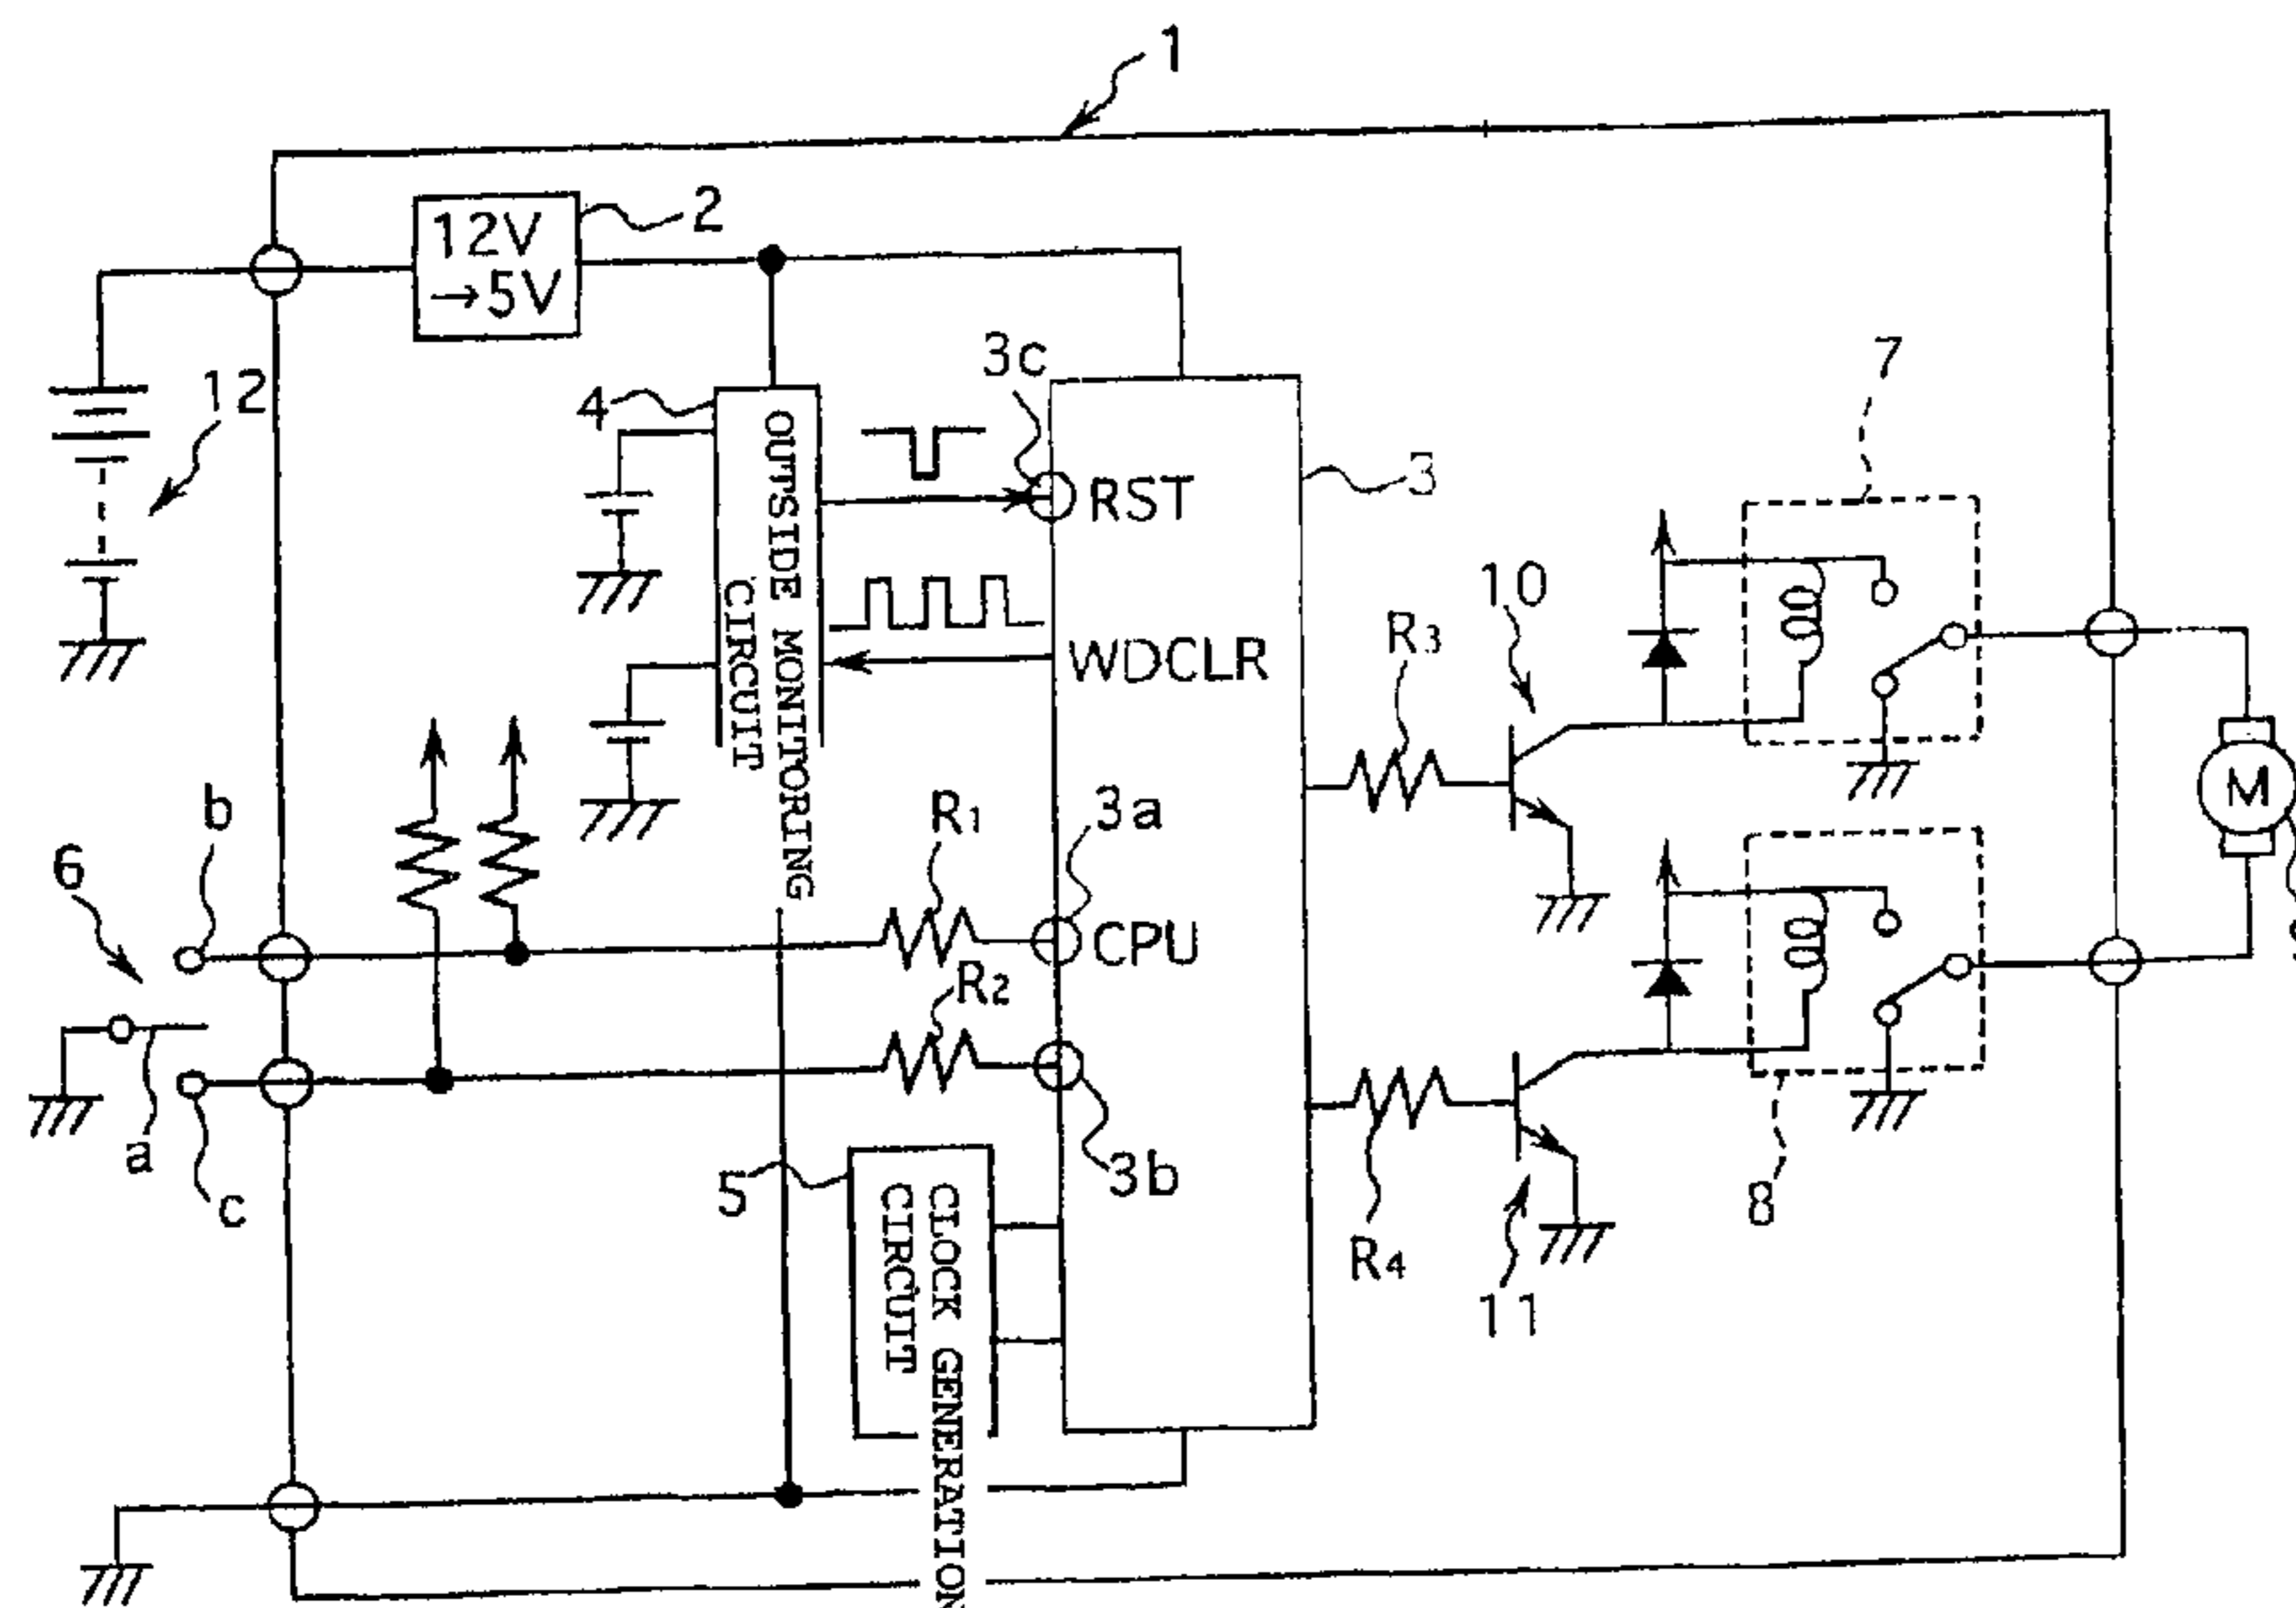 1
2
12V
→5V
12
3c
4
OUTSIDE MONITORING
CIRCUIT
RST
3
7
10
R3
WDCLR
b
6
R1
3a
CPU
R2
M
a
c
5
CLOCK GENERATION
CIRCUIT
3b
R4
11
8